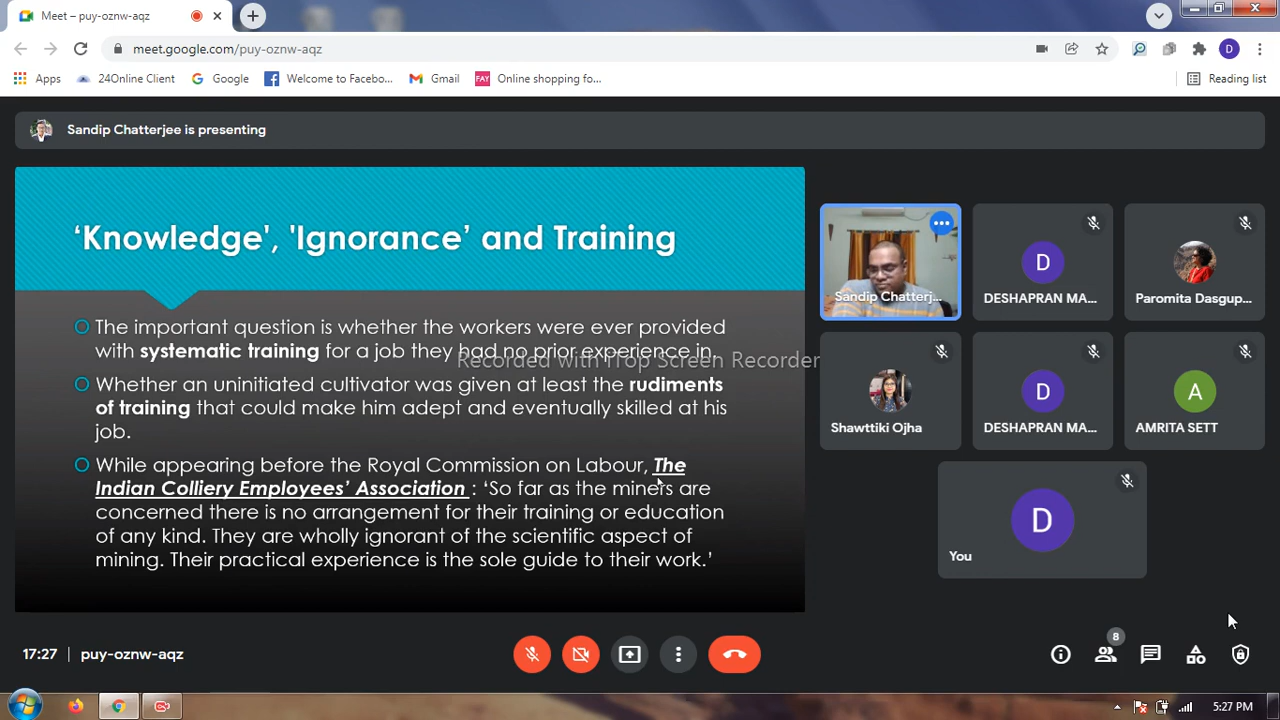 Meet – puy-oznw-aqz
meet.google.com/puy-oznw-aqz
D
Apps
24Online Client
Google
Welcome to Facebo...
Gmail
FAY
Online shopping fo...
Reading list
Sandip Chatterjee is presenting
‘Knowledge', 'Ignorance’ and Training
The important question is whether the workers were ever provided
with systematic training for a job they had no prior experience in.
Recorded with iTop Screen Recorder
Whether an uninitiated cultivator was given at least the rudiments
of training that could make him adept and eventually skilled at his
job.
While appearing before the Royal Commission on Labour, The
Indian Colliery Employees’ Association : ‘So far as the miners are
concerned there is no arrangement for their training or education
of any kind. They are wholly ignorant of the scientific aspect of
mining. Their practical experience is the sole guide to their work.’
Sandip Chatterj...
D
DESHAPRAN MA...
Paromita Dasgup...
Shawttiki Ojha
D
DESHAPRAN MA...
A
AMRITA SETT
D
You
17:27 | puy-oznw-aqz
8
5:27 PM